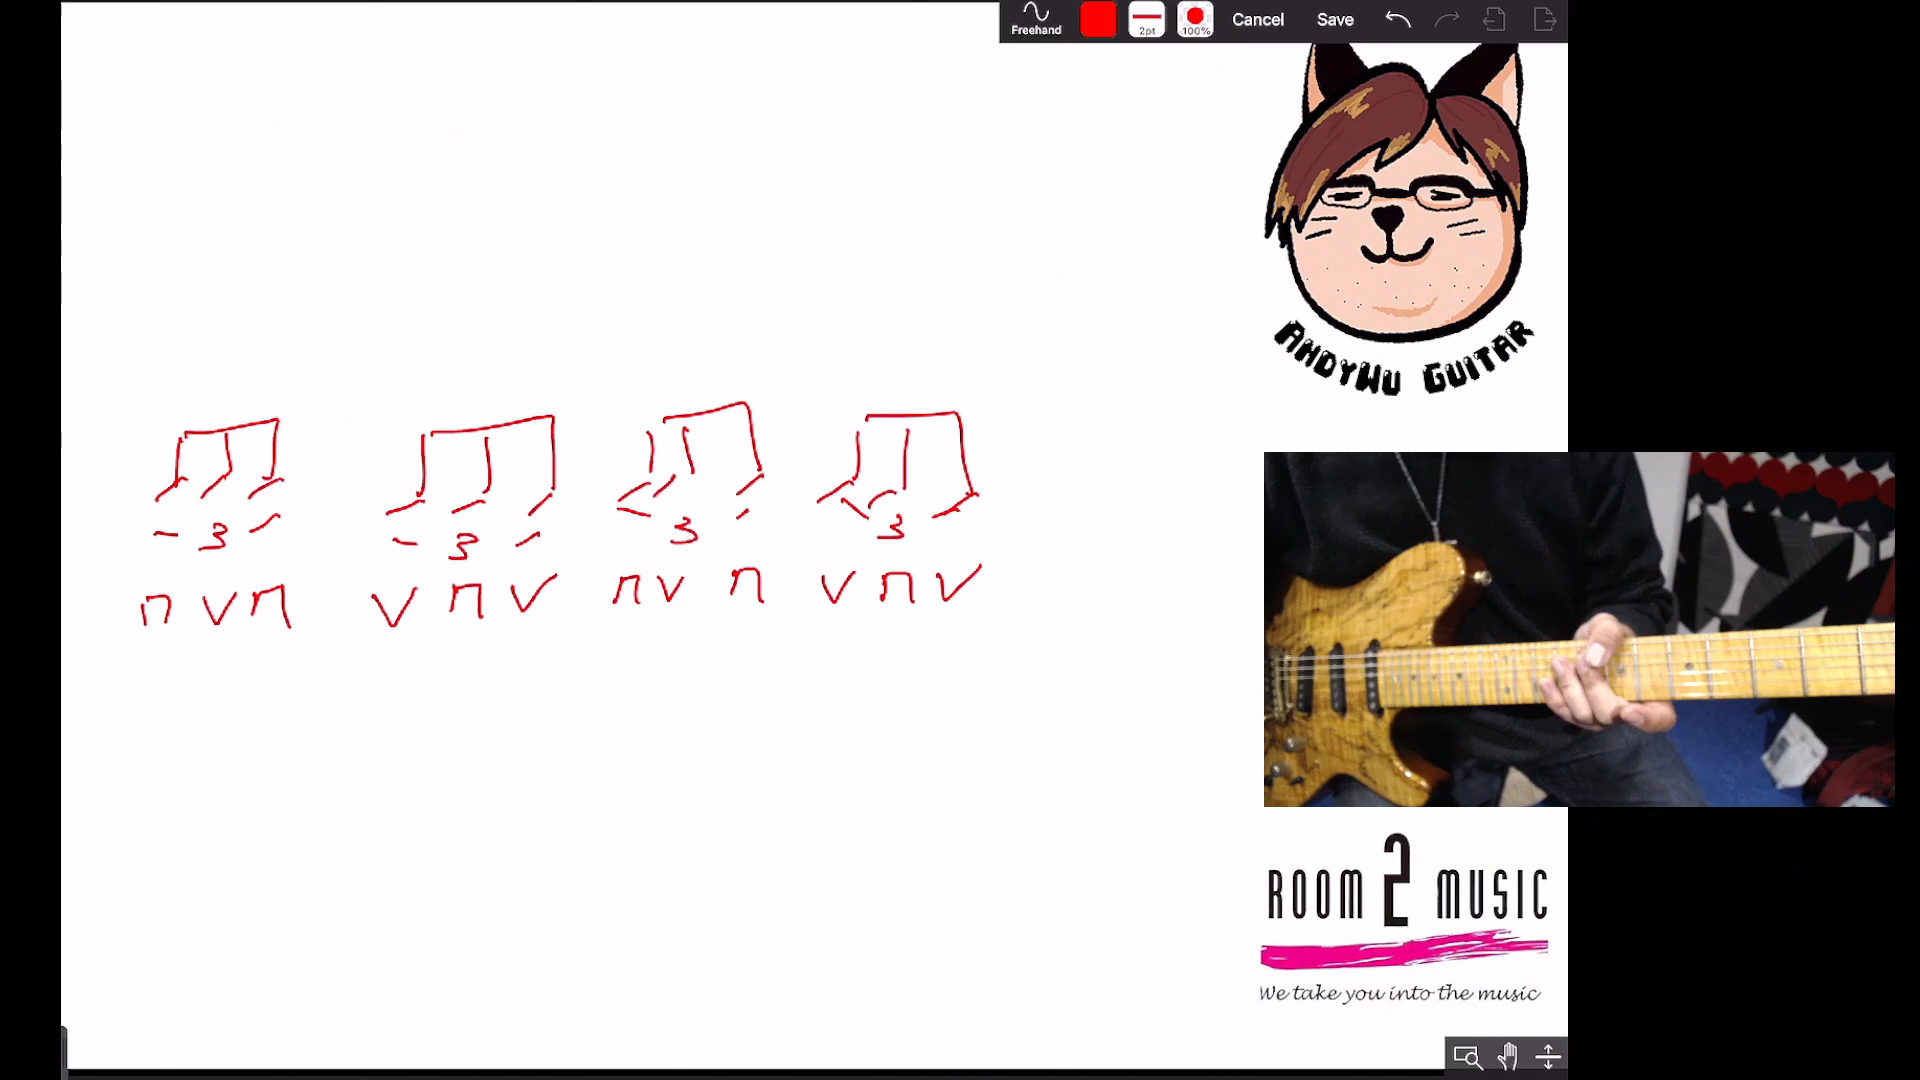 Freehand
2pt
100%
Cancel
Save
AndyWu Guitar
- 3 - - 3 - - 3 - - 3 -
П V П V П V П V П V П V
ROOM 2 MUSIC
We take you into the music